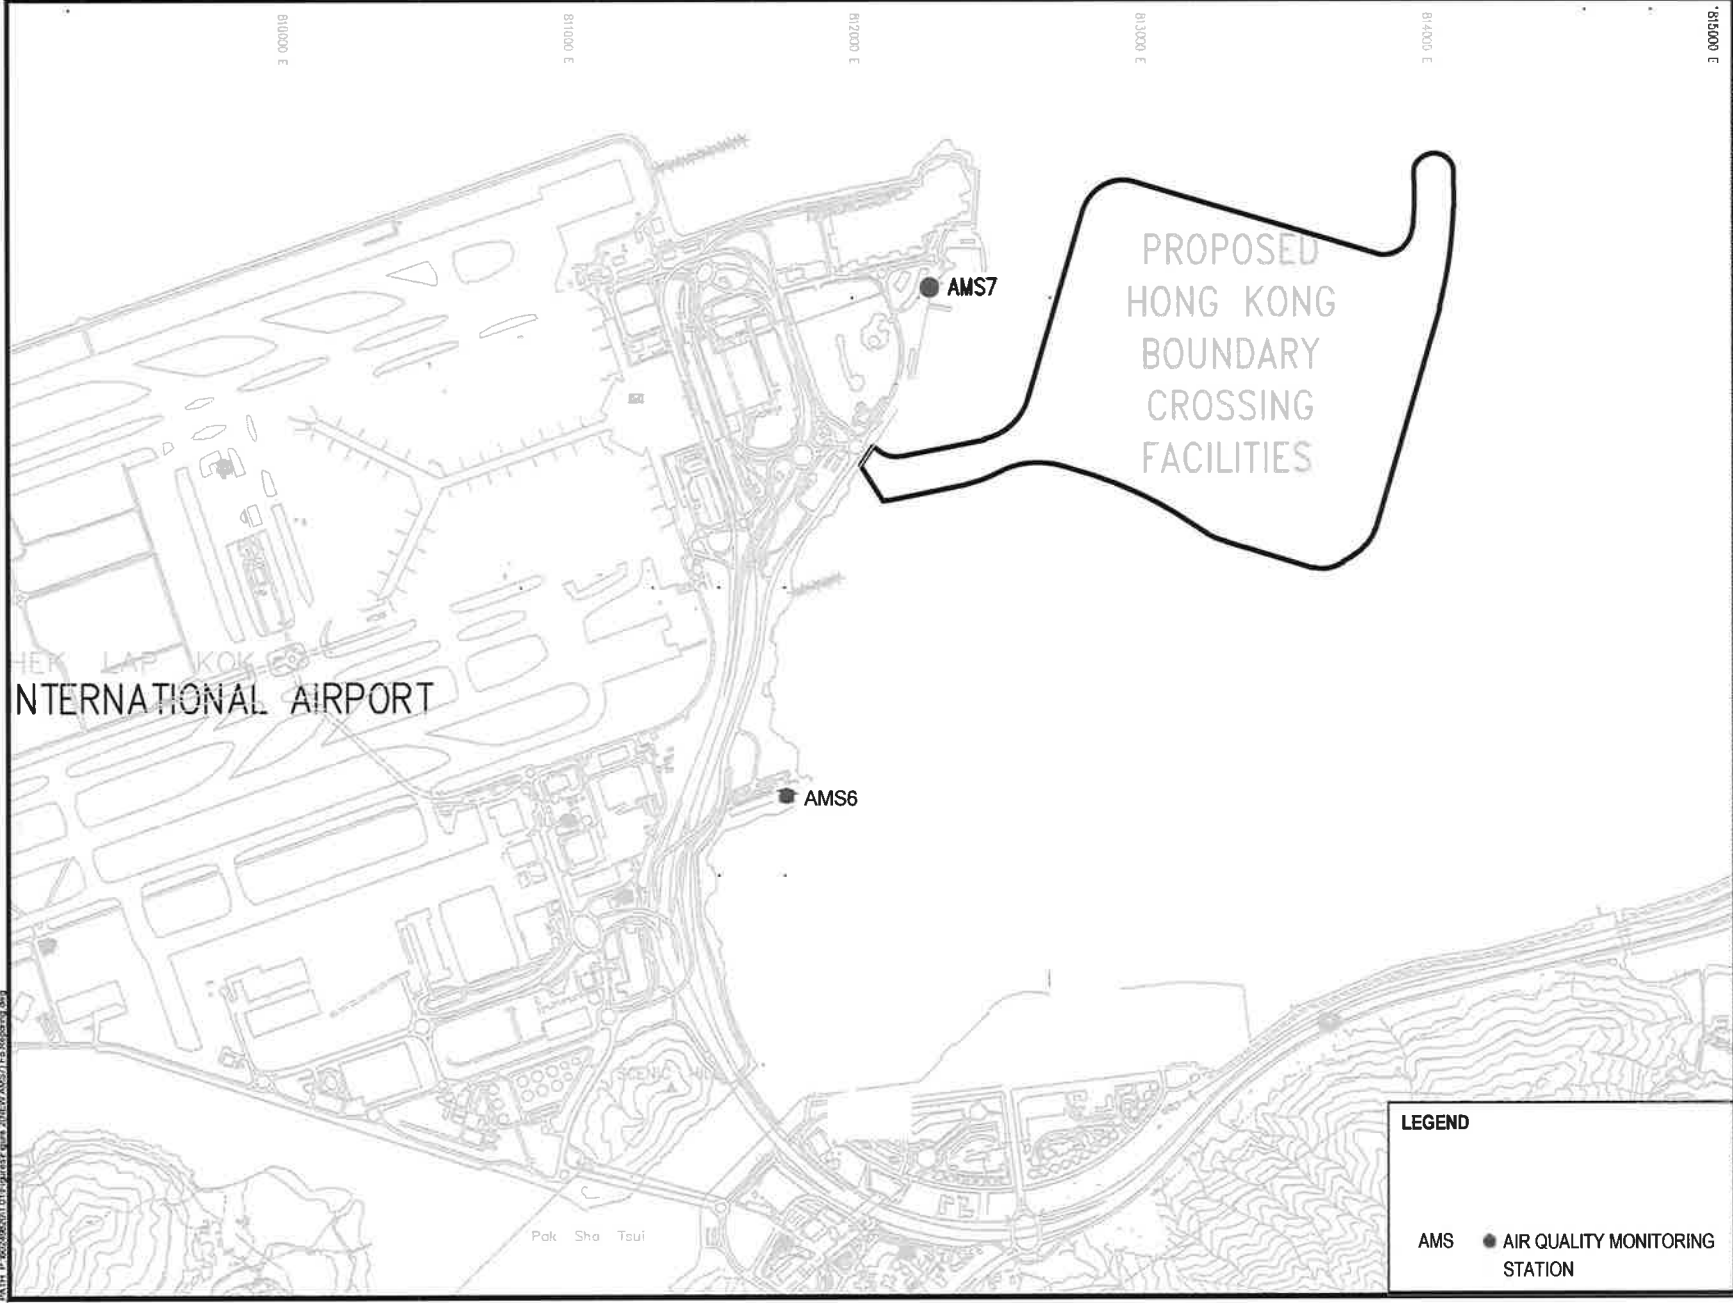 810000 E
811000 E
812000 E
813000 E
814000 E
815000 E
PROPOSED
HONG KONG
BOUNDARY
CROSSING
FACILITIES
AMS7
HEK LAP KOK
NTERNATIONAL AIRPORT
AMS6
Pak Sha Tsui
LEGEND
AMS AIR QUALITY MONITORING
STATION